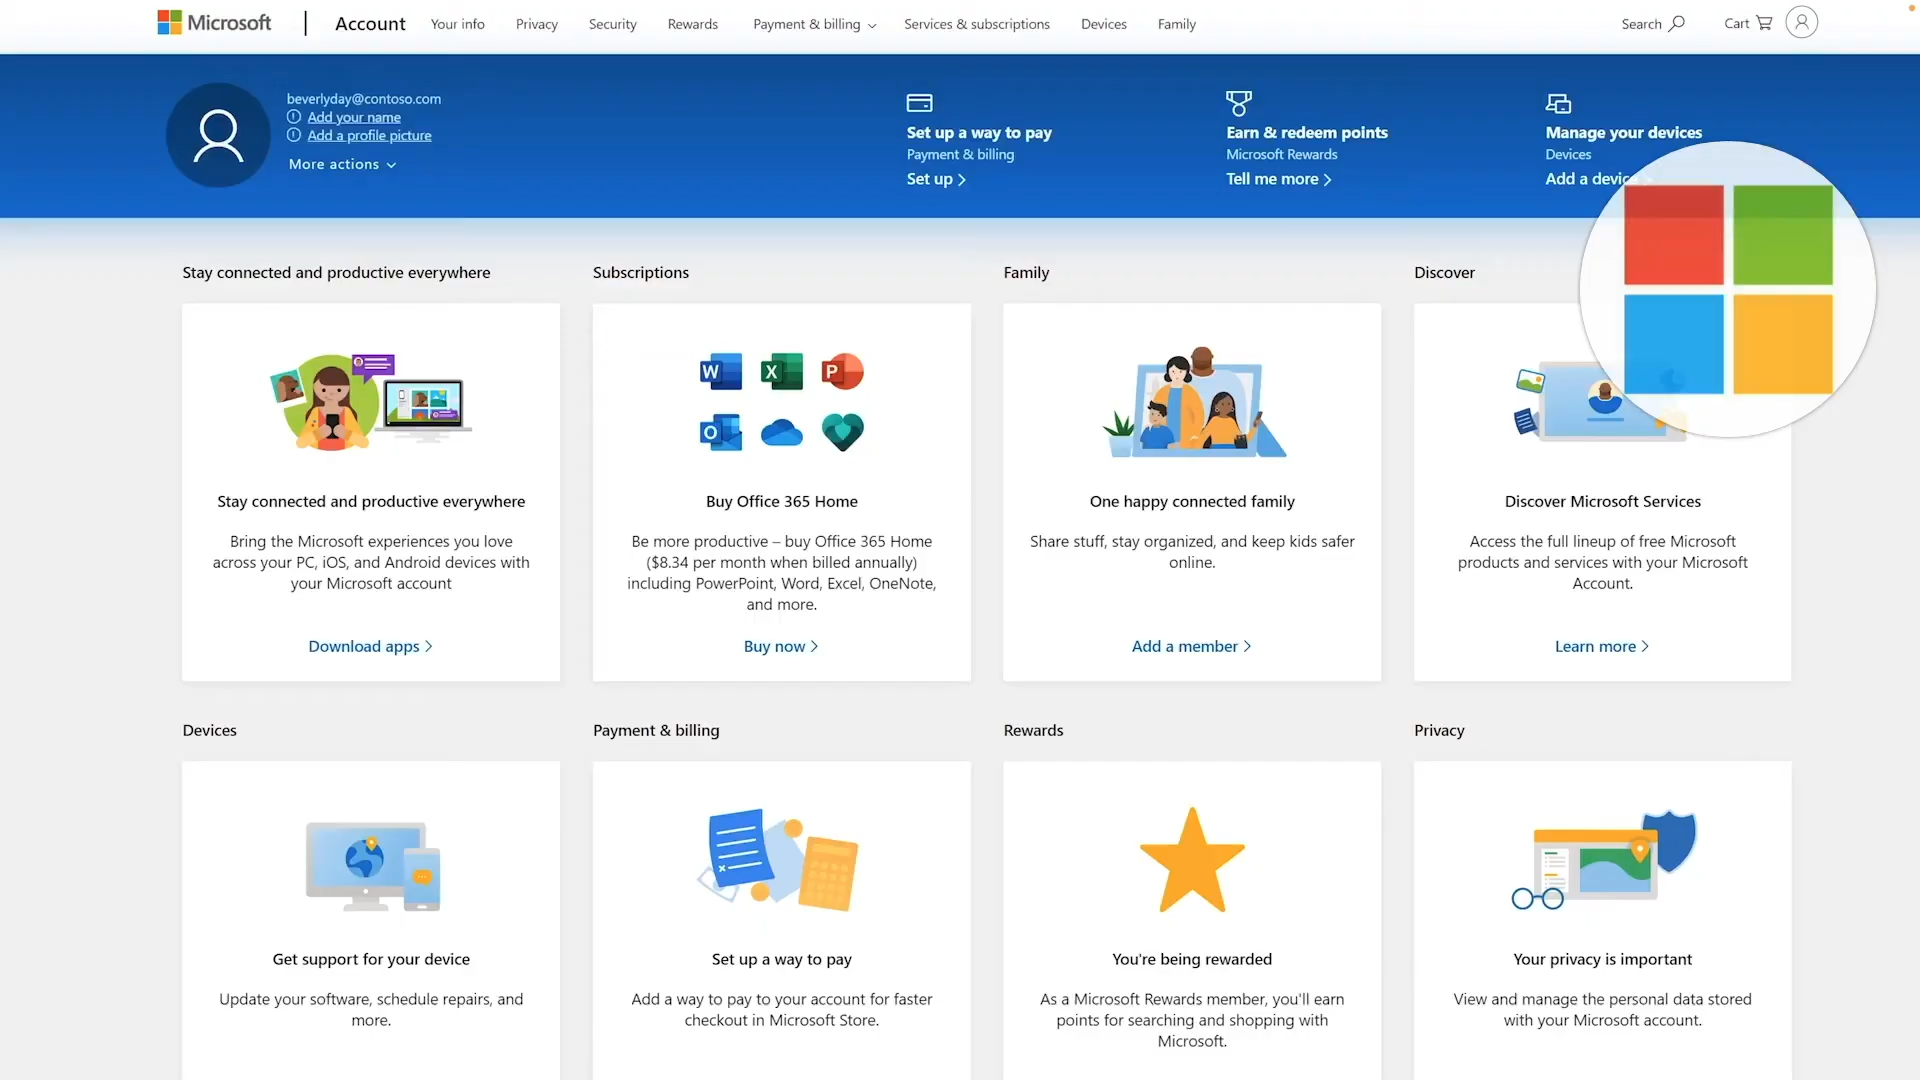 Microsoft
Account
Your info
Privacy
Security
Rewards
Payment & billing
Services & subscriptions
Devices
Family
Search
Cart
beverlyday@contoso.com
Add your name
Add a profile picture
More actions
Set up a way to pay
Payment & billing
Set up
Earn & redeem points
Microsoft Rewards
Tell me more
Manage your devices
Devices
Add a device
Stay connected and productive everywhere
Subscriptions
Family
Discover
Stay connected and productive everywhere
Bring the Microsoft experiences you love
across your PC, iOS, and Android devices with
your Microsoft account
Download apps
W
X
P
O
Buy Office 365 Home
Be more productive – buy Office 365 Home
($8.34 per month when billed annually)
including PowerPoint, Word, Excel, OneNote,
and more.
Buy now
One happy connected family
Share stuff, stay organized, and keep kids safer
online.
Add a member
Discover Microsoft Services
Access the full lineup of free Microsoft
products and services with your Microsoft
Account.
Learn more
Devices
Payment & billing
Rewards
Privacy
Get support for your device
Update your software, schedule repairs, and
more.
Set up a way to pay
Add a way to pay to your account for faster
checkout in Microsoft Store.
You're being rewarded
As a Microsoft Rewards member, you'll earn
points for searching and shopping with
Microsoft.
Your privacy is important
View and manage the personal data stored
with your Microsoft account.